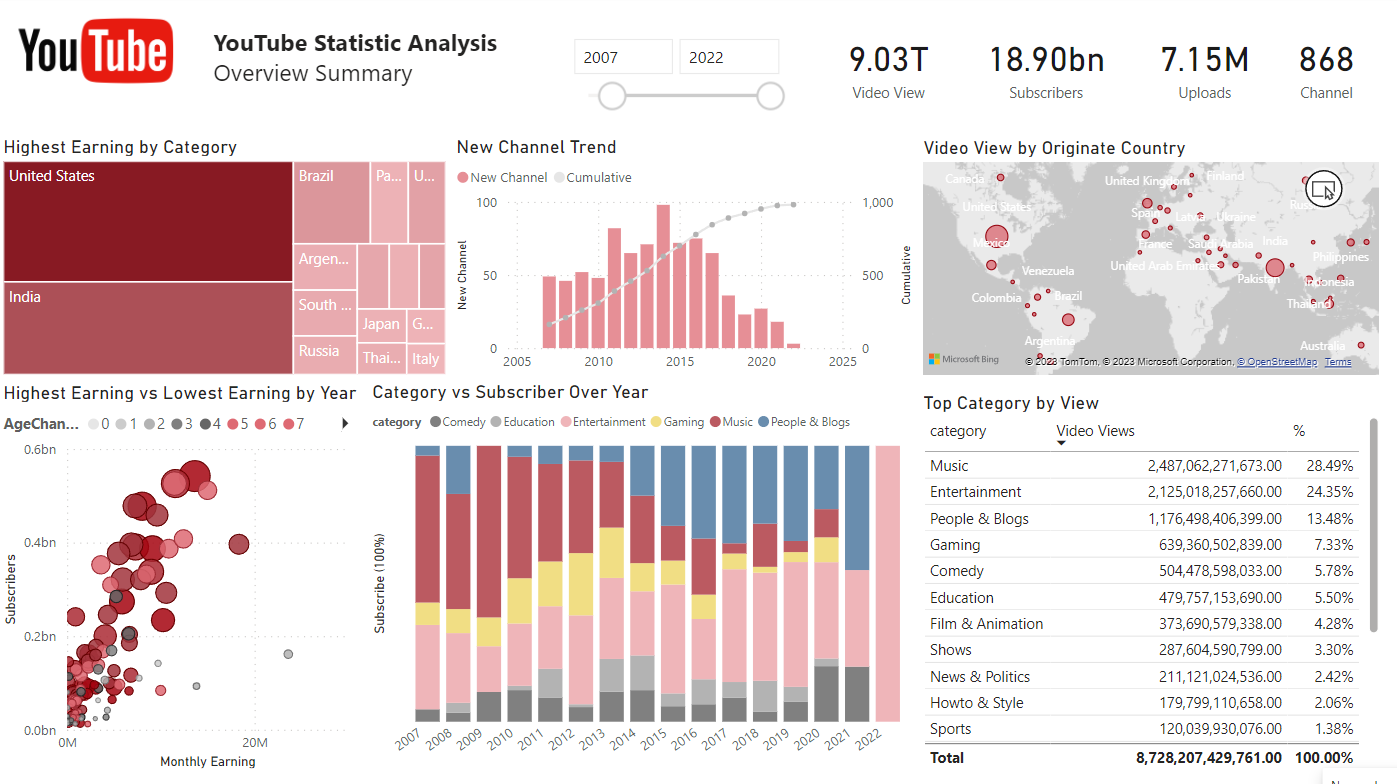 YouTube
YouTube Statistic Analysis
Overview Summary
2007
2022
9.03T
Video View
18.90bn
Subscribers
7.15M
Uploads
868
Channel
Highest Earning by Category
United States
India
Brazil
Pa...
U...
Argen...
South ...
Russia
Japan
G...
Thai...
Italy
New Channel Trend
New Channel
Cumulative
New Channel
100
50
0
1,000
500
0
Cumulative
2005
2010
2015
2020
2025
Video View by Originate Country
Canada
United States
Mexico
Venezuela
Colombia
Brazil
Argentina
United Kingdom
Finland
Spain
Latvia
Ukraine
France
Saudi Arabia
India
United Arab Emirates
Pakistan
Philippines
Indonesia
Thailand
Australia
Microsoft Bing
© 2023 TomTom, © 2023 Microsoft Corporation, © OpenStreetMap Terms
Highest Earning vs Lowest Earning by Year
AgeChan... 0 1 2 3 4 5 6 7
Subscribers
0.6bn
0.4bn
0.2bn
0.0bn
0M
20M
Monthly Earning
Category vs Subscriber Over Year
category Comedy Education Entertainment Gaming Music People & Blogs
Subscribe (100%)
2007
2008
2009
2010
2011
2012
2013
2014
2015
2016
2017
2018
2019
2020
2021
2022
Top Category by View
category Video Views %
Music 2,487,062,271,673.00 28.49%
Entertainment 2,125,018,257,660.00 24.35%
People & Blogs 1,176,498,406,399.00 13.48%
Gaming 639,360,502,839.00 7.33%
Comedy 504,478,598,033.00 5.78%
Education 479,757,153,690.00 5.50%
Film & Animation 373,690,579,338.00 4.28%
Shows 287,604,590,799.00 3.30%
News & Politics 211,121,024,536.00 2.42%
Howto & Style 179,799,110,658.00 2.06%
Sports 120,039,930,076.00 1.38%
Total 8,728,207,429,761.00 100.00%